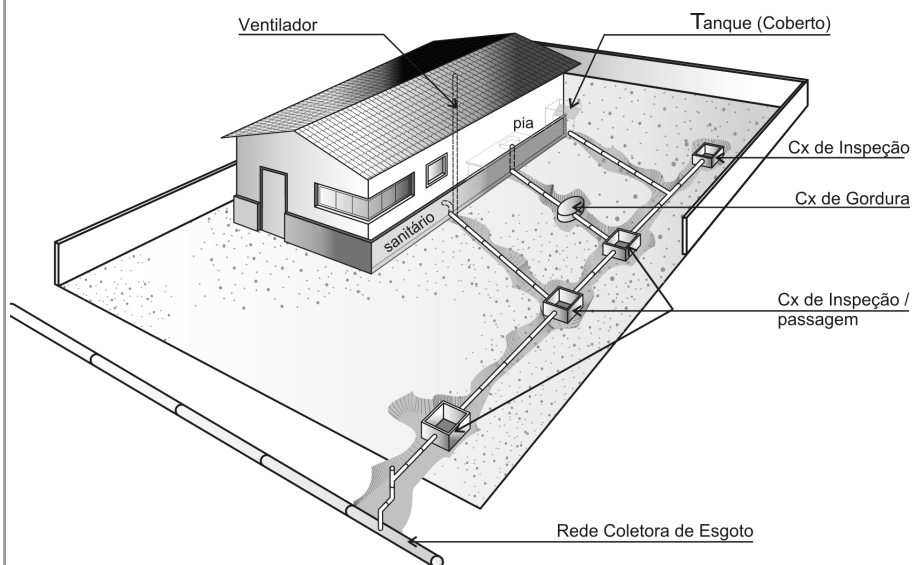 Ventilador
Tanque (Coberto)
pia
Cx de Inspeção
Cx de Gordura
sanitário
Cx de Inspeção /
passagem
Rede Coletora de Esgoto